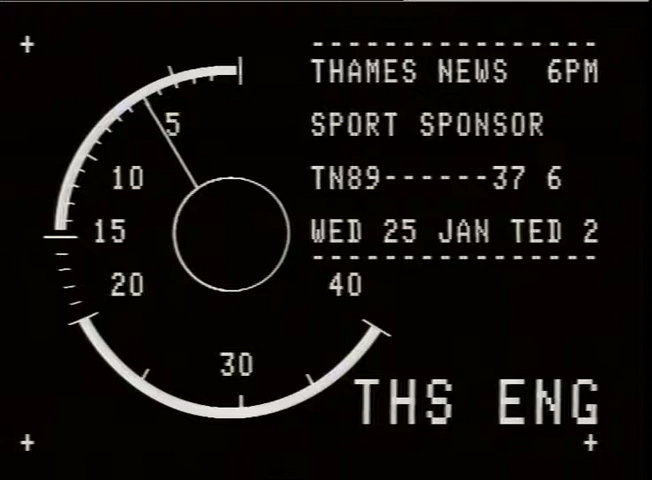 ----------------
THAMES NEWS  6PM
SPORT SPONSOR
TN89------37 6
WED 25 JAN TED 2
----------------
5
10
15
20
40
30
THS ENG